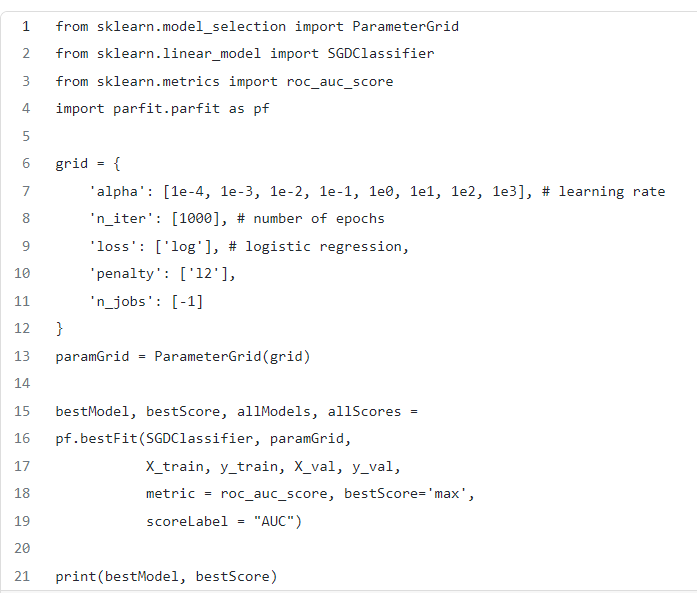 1 from sklearn.model_selection import ParameterGrid
2 from sklearn.linear_model import SGDClassifier
3 from sklearn.metrics import roc_auc_score
4 import parfit.parfit as pf
5
6 grid = {
7     'alpha': [1e-4, 1e-3, 1e-2, 1e-1, 1e0, 1e1, 1e2, 1e3], # learning rate
8     'n_iter': [1000], # number of epochs
9     'loss': ['log'], # logistic regression,
10     'penalty': ['l2'],
11     'n_jobs': [-1]
12 }
13 paramGrid = ParameterGrid(grid)
14
15 bestModel, bestScore, allModels, allScores =
16 pf.bestFit(SGDClassifier, paramGrid,
17            X_train, y_train, X_val, y_val,
18            metric = roc_auc_score, bestScore='max',
19            scoreLabel = "AUC")
20
21 print(bestModel, bestScore)